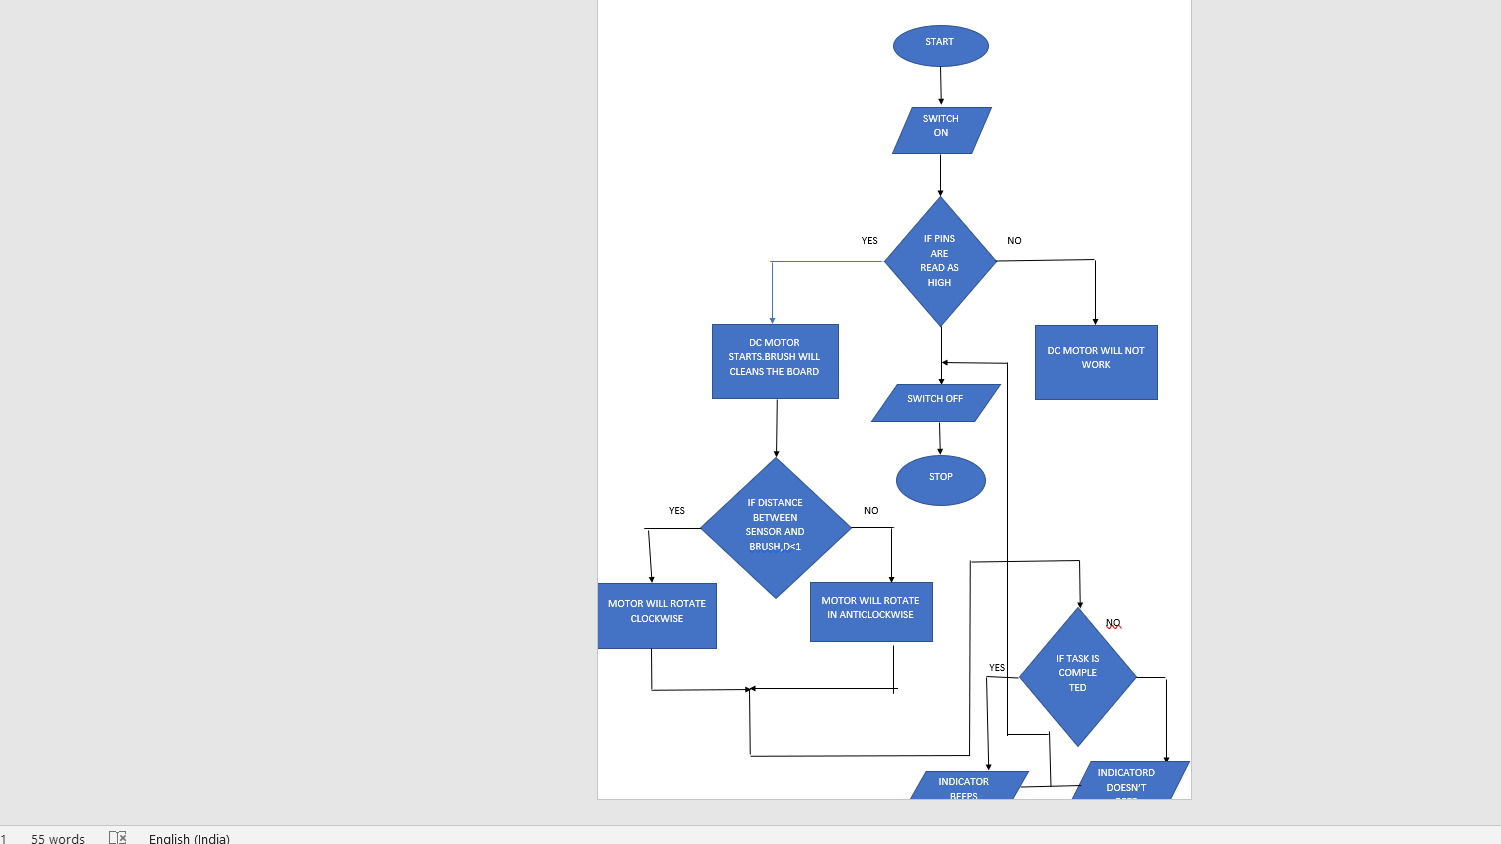 START
SWITCH
ON
YES
IF PINS
ARE
READ AS
HIGH
NO
DC MOTOR
STARTS.BRUSH WILL
CLEANS THE BOARD
DC MOTOR WILL NOT
WORK
SWITCH OFF
STOP
YES
IF DISTANCE
BETWEEN
SENSOR AND
BRUSH,D<1
NO
MOTOR WILL ROTATE
CLOCKWISE
MOTOR WILL ROTATE
IN ANTICLOCKWISE
NO
YES
IF TASK IS
COMPLE
TED
INDICATOR
BEEPS
INDICATORD
DOESN'T
1
55 words
English (India)